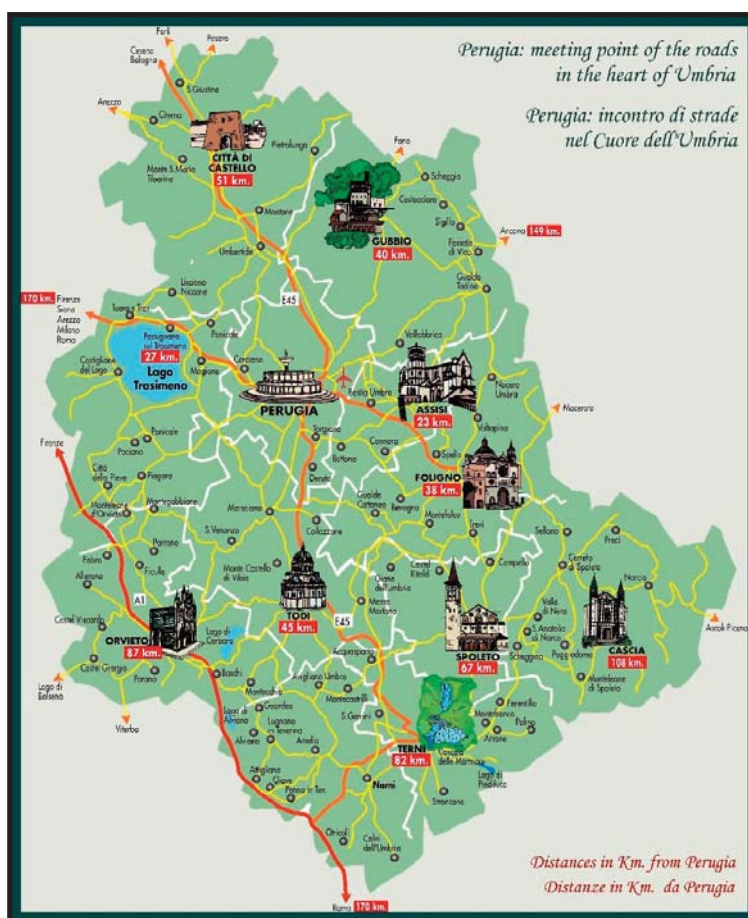 Perugia: meeting point of the roads
in the heart of Umbria
Perugia: incontro di strade
nel Cuore dell'Umbria
Forlì
Pesaro
Cesena
Bologna
S. Giustino
Arezzo
Citerna
CITTÀ DI
CASTELLO
51 km.
Monte S. Maria
Tiberina
Pietralunga
Fano
Scheggia
Costacciaro
Sigillo
Montone
GUBBIO
40 km.
Fossato
di Vico
Ancona
149 km.
Umbertide
Gualdo
Tadino
Lisciano
Niccone
E45
170 km.
Firenze
Siena
Arezzo
Milano
Roma
Tuoro s Tras
Passignano
sul Trasimeno
27 km.
Panicale
Valfabbrica
Castiglione
del Lago
Lago
Trasimeno
Magione
Corciano
PERUGIA
Bastia Umbra
ASSISI
23 km.
Nocera
Umbra
Macerata
Valtopina
Firenze
Panicale
Paciano
Torgiano
Bettona
Cannara
Spello
FOLIGNO
38 km.
Città
della Pieve
Piegaro
Deruta
Monteleone
d'Orvieto
Montegabbione
Marsciano
Gualdo
Cattaneo
Bevagna
Montefalco
Trevi
S. Venanzo
Collazzone
Sellano
Preci
Parrano
Fabro
Ficulle
Allerona
Monte Castello
di Vibio
Giano
dell'Umbria
Castel
Ritaldi
Campello
Cerreto
di Spoleto
Norcia
A1
TODI
45 km.
E45
Massa
Martana
Vallo
di Nera
Castel Viscardo
ORVIETO
87 km.
Lago di
Corbara
SPOLETO
67 km.
S. Anatolia
di Narco
Scheggino
Poggiodomo
CASCIA
108 km.
Ascoli Piceno
Castel Giorgio
Porano
Baschi
Acquasparta
Monteleone
di Spoleto
Lago di
Bolsena
Viterbo
Montecchio
Avigliano Umbro
Montecastrilli
Guardea
Lago di
Alviano
Lugnano
in Teverina
Alviano
Amelia
S. Gemini
Ferentillo
Montefranco
Polino
Arrone
TERNI
82 km.
Cascata
delle Marmore
Lago di
Piediluco
Attigliano
Giove
Penna in Tev.
Narni
Stroncone
Otricoli
Calvi
dell'Umbria
Roma
170 km.
Distances in Km. from Perugia
Distanze in Km. da Perugia